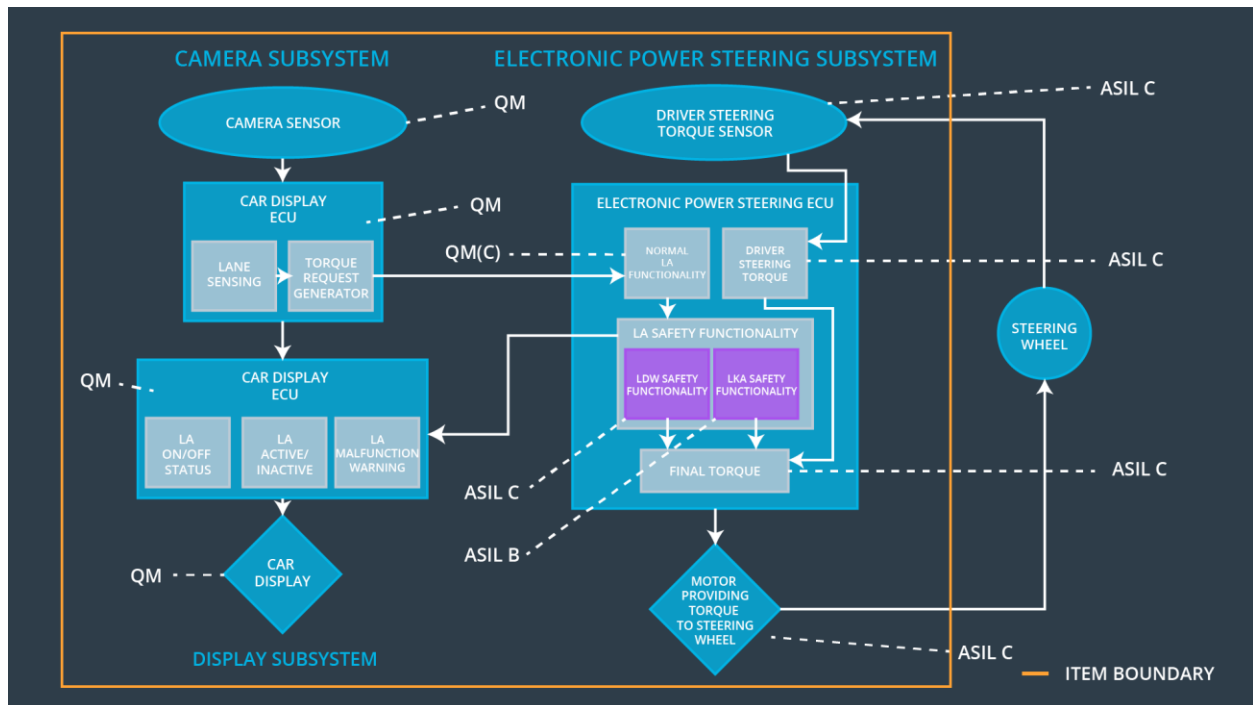 CAMERA SUBSYSTEM
ELECTRONIC POWER STEERING SUBSYSTEM
CAMERA SENSOR
QM
DRIVER STEERING
TORQUE SENSOR
ASIL C
CAR DISPLAY
ECU
QM
LANE
SENSING
TORQUE
REQUEST
GENERATOR
ELECTRONIC POWER STEERING ECU
QM(C)
NORMAL
LA
FUNCTIONALITY
DRIVER
STEERING
TORQUE
ASIL C
LA SAFETY FUNCTIONALITY
LDW SAFETY
FUNCTIONALITY
LKA SAFETY
FUNCTIONALITY
STEERING
WHEEL
CAR DISPLAY
ECU
QM
LA
ON/OFF
STATUS
LA
ACTIVE/
INACTIVE
LA
MALFUNCTION
WARNING
FINAL TORQUE
ASIL C
ASIL C
ASIL B
QM
CAR
DISPLAY
MOTOR
PROVIDING
TORQUE
TO STEERING
WHEEL
ASIL C
DISPLAY SUBSYSTEM
ITEM BOUNDARY